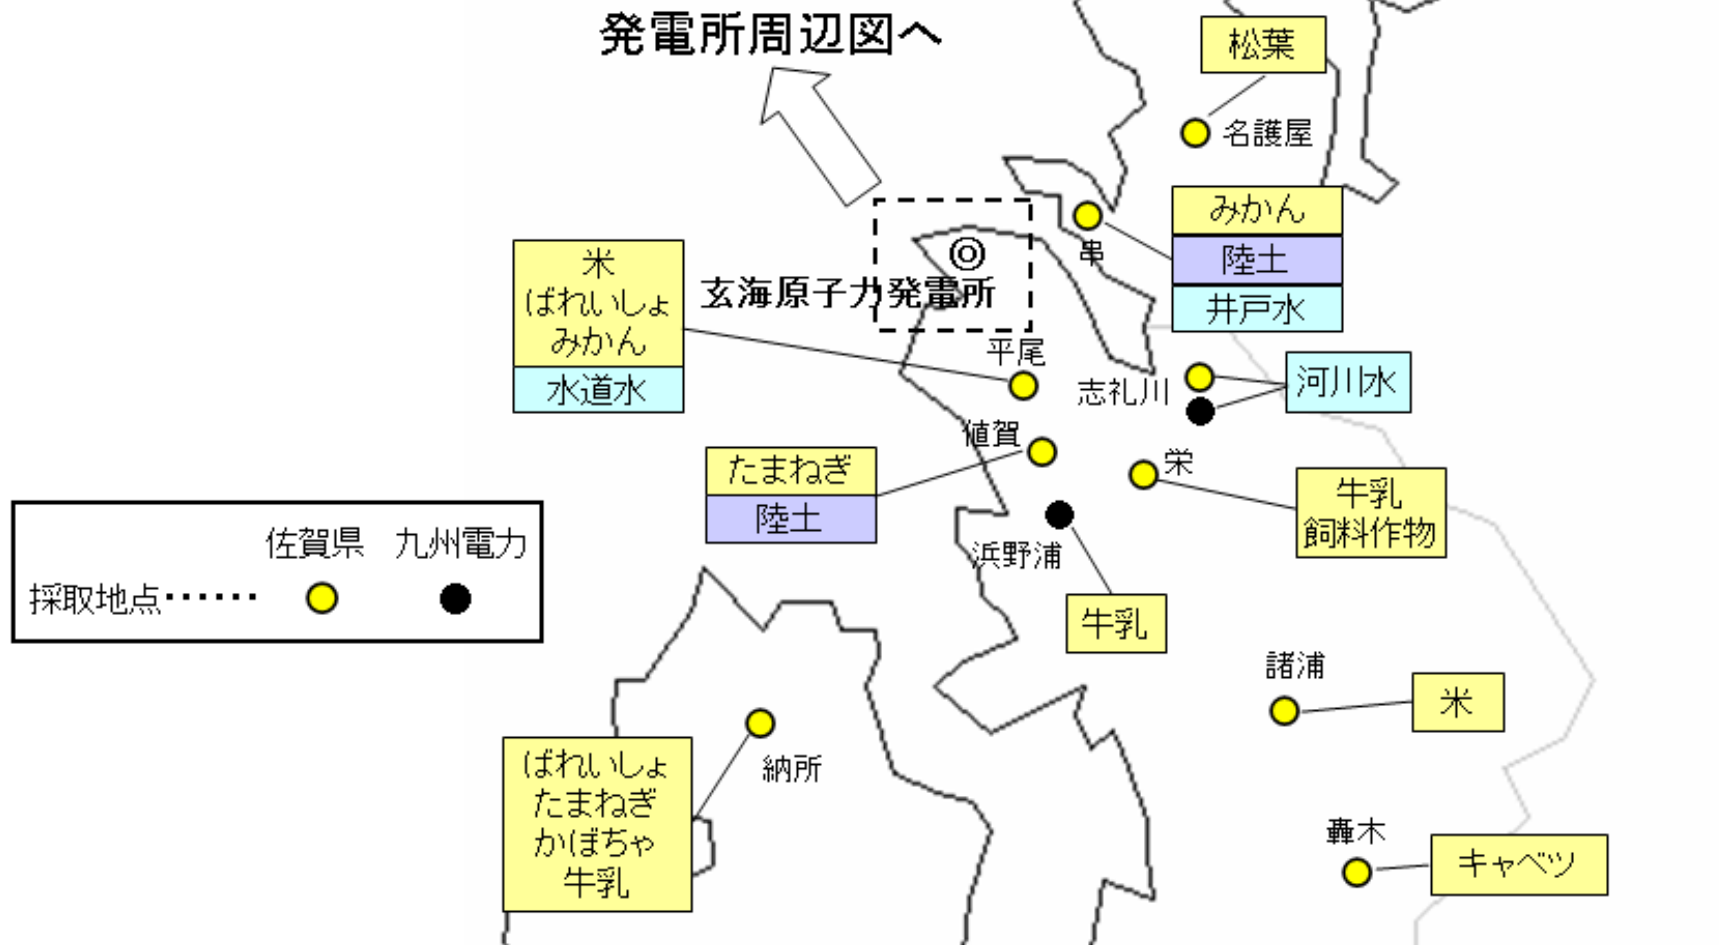 発電所周辺図へ
松葉
名護屋
みかん
陸土
井戸水
串
米
ばれいしょ
みかん
水道水
玄海原子力発電所
平尾
志礼川
河川水
値賀
たまねぎ
陸土
栄
牛乳
飼料作物
浜野浦
牛乳
佐賀県 九州電力
採取地点‥‥‥
諸浦
米
納所
ばれいしょ
たまねぎ
かぼちゃ
牛乳
轟木
キャベツ